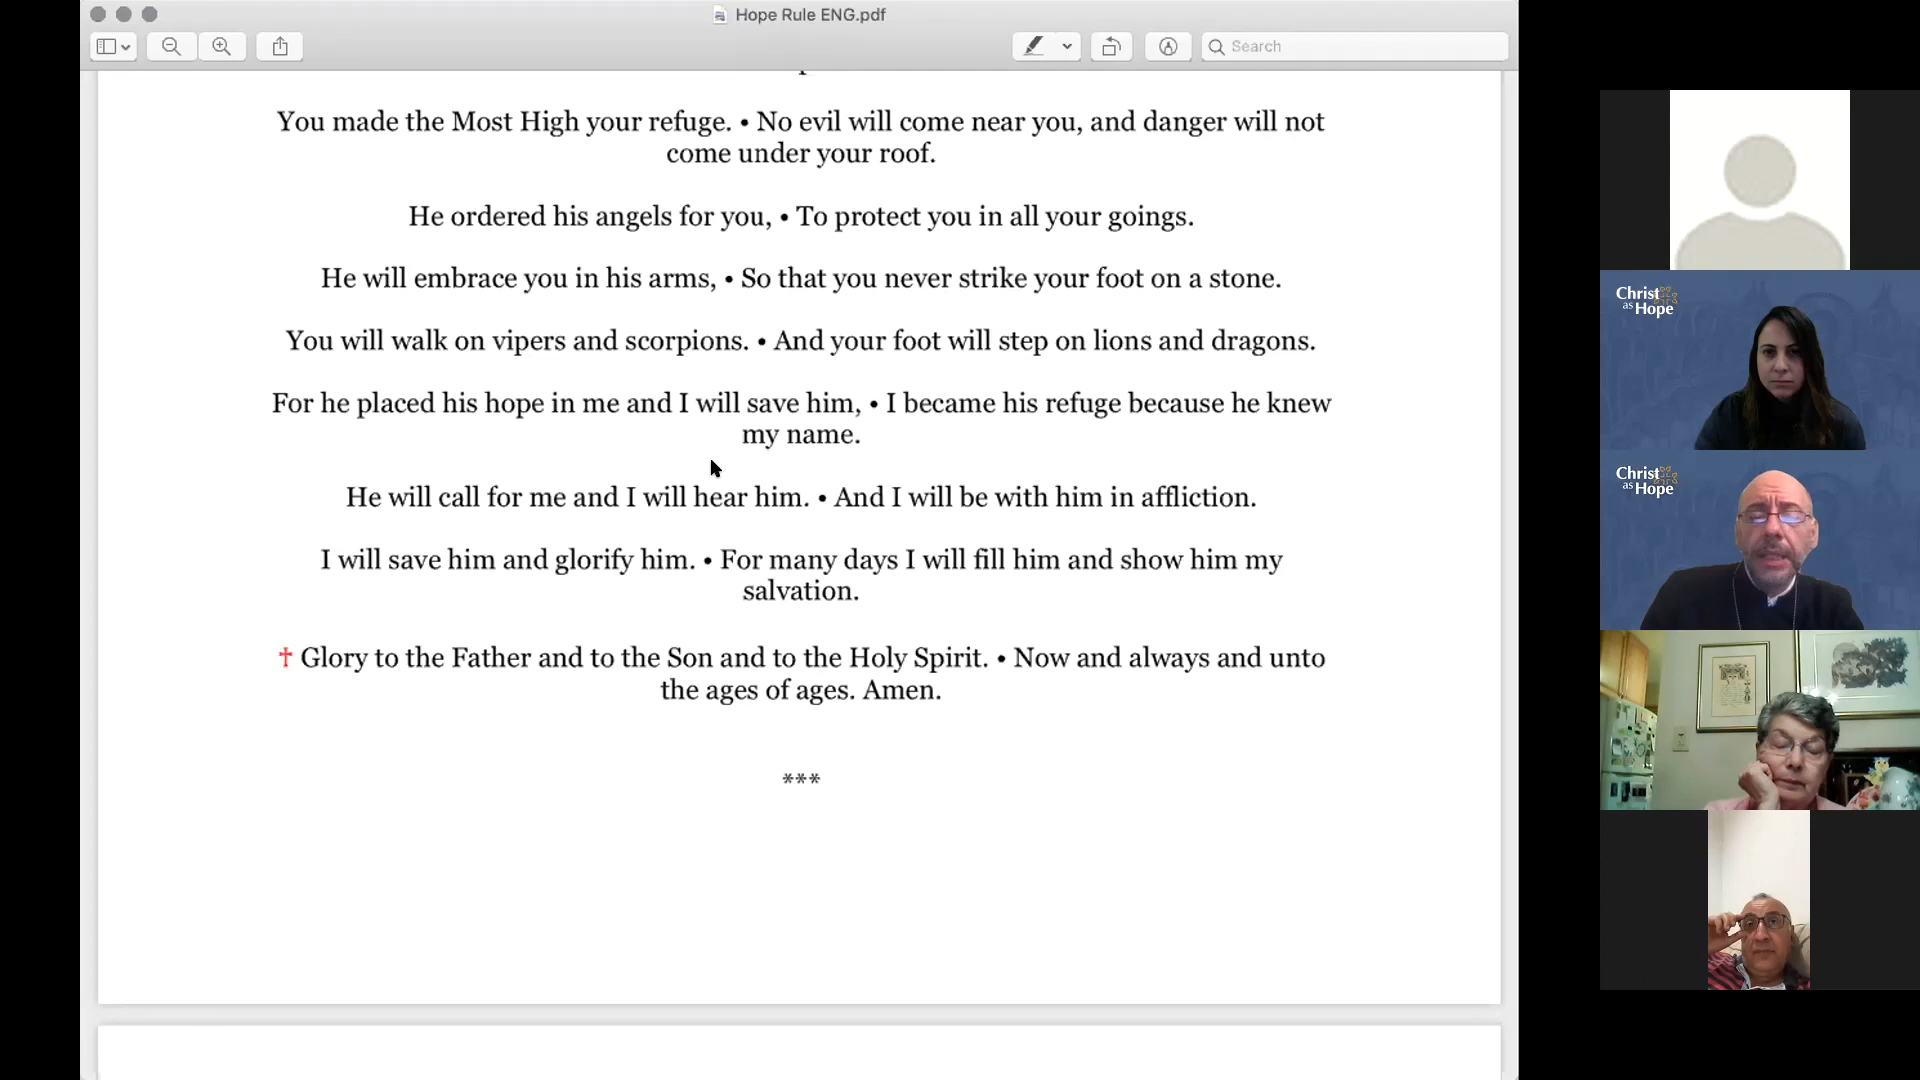 Hope Rule ENG.pdf
Search
You made the Most High your refuge. • No evil will come near you, and danger will not
come under your roof.
He ordered his angels for you, • To protect you in all your goings.
He will embrace you in his arms, • So that you never strike your foot on a stone.
You will walk on vipers and scorpions. • And your foot will step on lions and dragons.
For he placed his hope in me and I will save him, • I became his refuge because he knew
my name.
He will call for me and I will hear him. • And I will be with him in affliction.
I will save him and glorify him. • For many days I will fill him and show him my
salvation.
† Glory to the Father and to the Son and to the Holy Spirit. • Now and always and unto
the ages of ages. Amen.
***
Christ
as Hope
Christ
as Hope